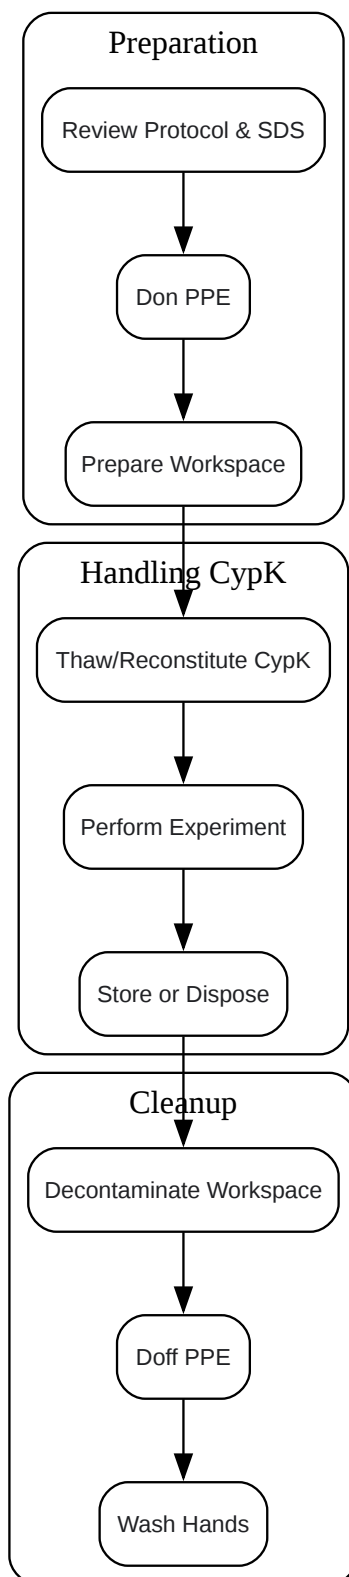 Preparation
Review Protocol & SDS
Don PPE
Prepare Workspace
Handling CypK
Thaw/Reconstitute CypK
Perform Experiment
Store or Dispose
Cleanup
Decontaminate Workspace
Doff PPE
Wash Hands